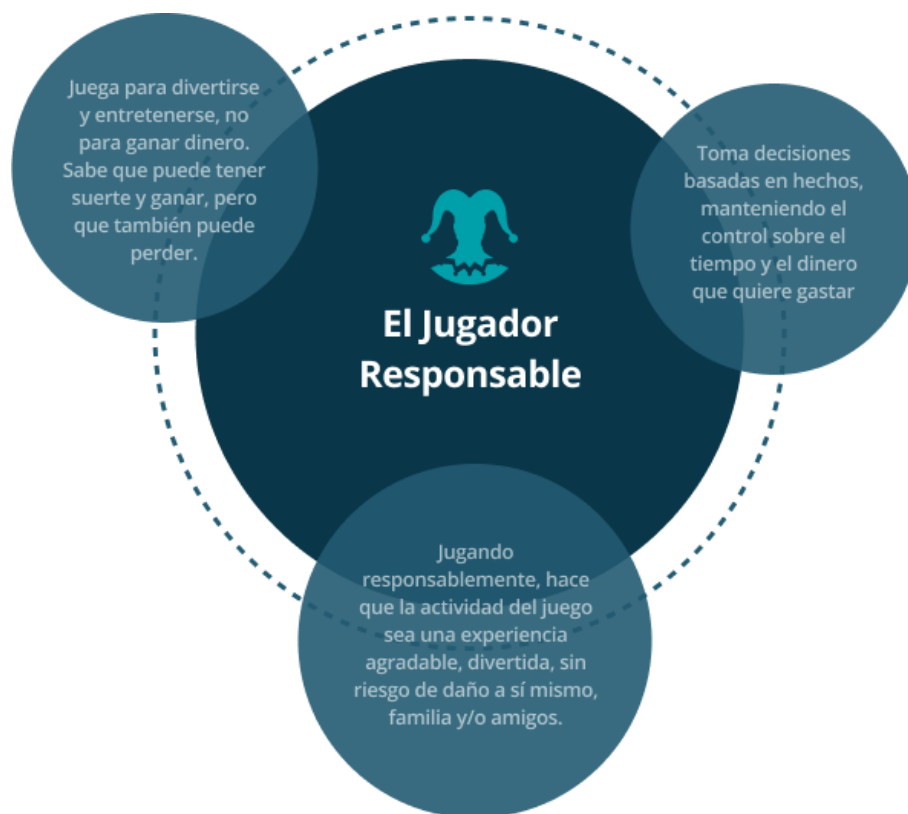 Juega para divertirse
y entretenerse, no
para ganar dinero.
Sabe que puede tener
suerte y ganar, pero
que también puede
perder.
Toma decisiones
basadas en hechos,
manteniendo el
control sobre el
tiempo y el dinero
que quiere gastar
El Jugador
Responsable
Jugando
responsablemente, hace
que la actividad del juego
sea una experiencia
agradable, divertida, sin
riesgo de daño a sí mismo,
familia y/o amigos.